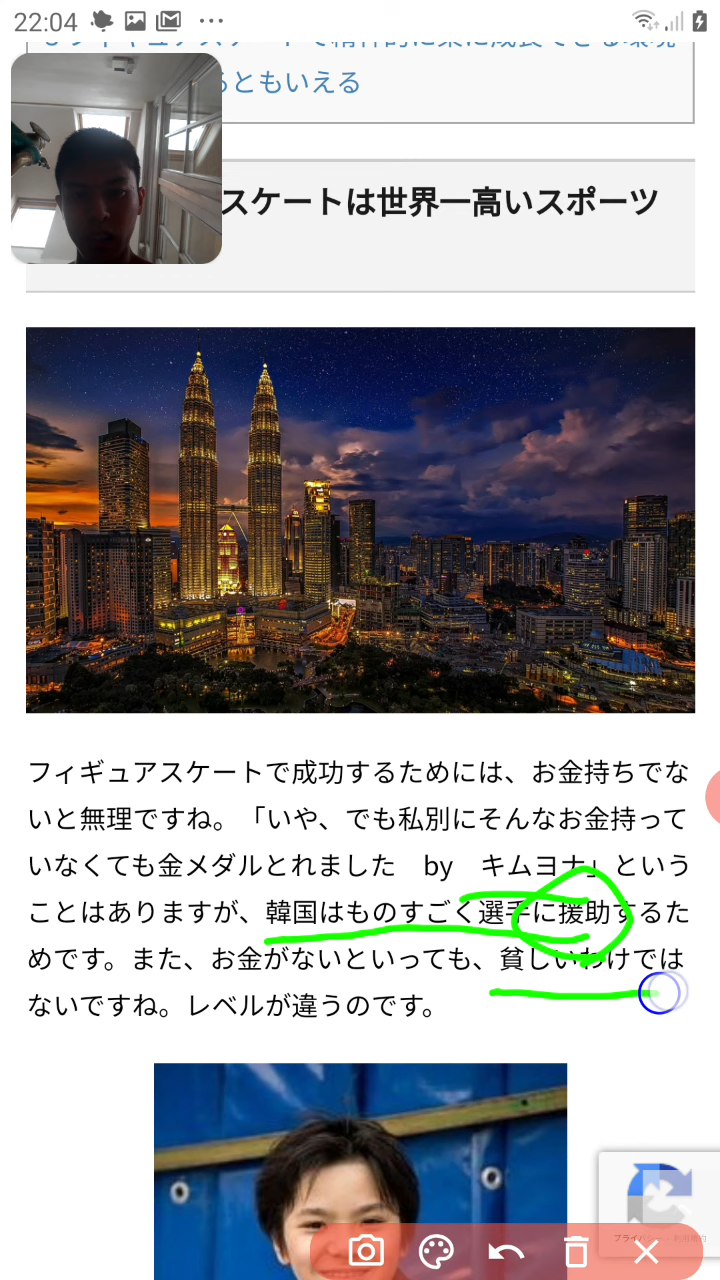 22:04
るともいえる
スケートは世界一高いスポーツ
フィギュアスケートで成功するためには、お金持ちでな
いと無理ですね。「いや、でも私別にそんなお金持って
いなくても金メダルとれました　by　キムヨナ」という
ことはありますが、韓国はものすごく選手に援助するた
めです。また、お金がないといっても、貧しいわけでは
ないですね。レベルが違うのです。